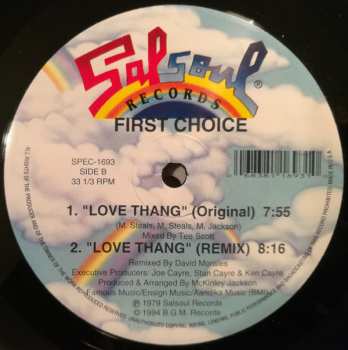 Salsoul®
RECORDS
FIRST CHOICE
SPEC-1693
SIDE B
33 1/3 RPM
1. "LOVE THANG" (Original) 7:55
(M. Steals, M. Steals, M. Jackson)
Mixed By Tee Scott
2. "LOVE THANG" (REMIX) 8:16
Remixed By David Morales
Executive Producers: Joe Cayre, Stan Cayre & Ken Cayre
Produced & Arranged By McKinley Jackson
Famous Music/Ensign Music/Aandika Music (BMI)
℗ 1979 Salsoul Records
© 1994 B.G.M. Records